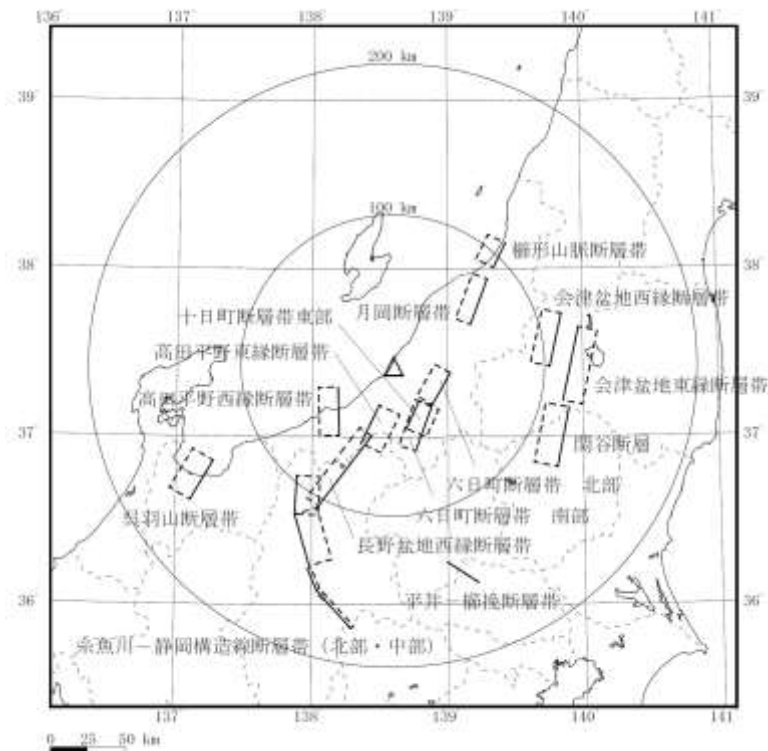 136° 137° 138° 139° 140° 141°
200 km
39° 39°
100 km
櫛形山脈断層帯
38° 38°
会津盆地西縁断層帯
月岡断層帯
十日町断層帯東部
高田平野東縁断層帯
会津盆地東縁断層帯
高田平野西縁断層帯
37° 37°
関谷断層
六日町断層帯 北部
呉羽山断層帯
六日町断層帯 南部
長野盆地西縁断層帯
平井－櫛挽断層帯
36° 36°
糸魚川－静岡構造線断層帯（北部・中部）
137° 138° 139° 140° 141°
0 25 50 km